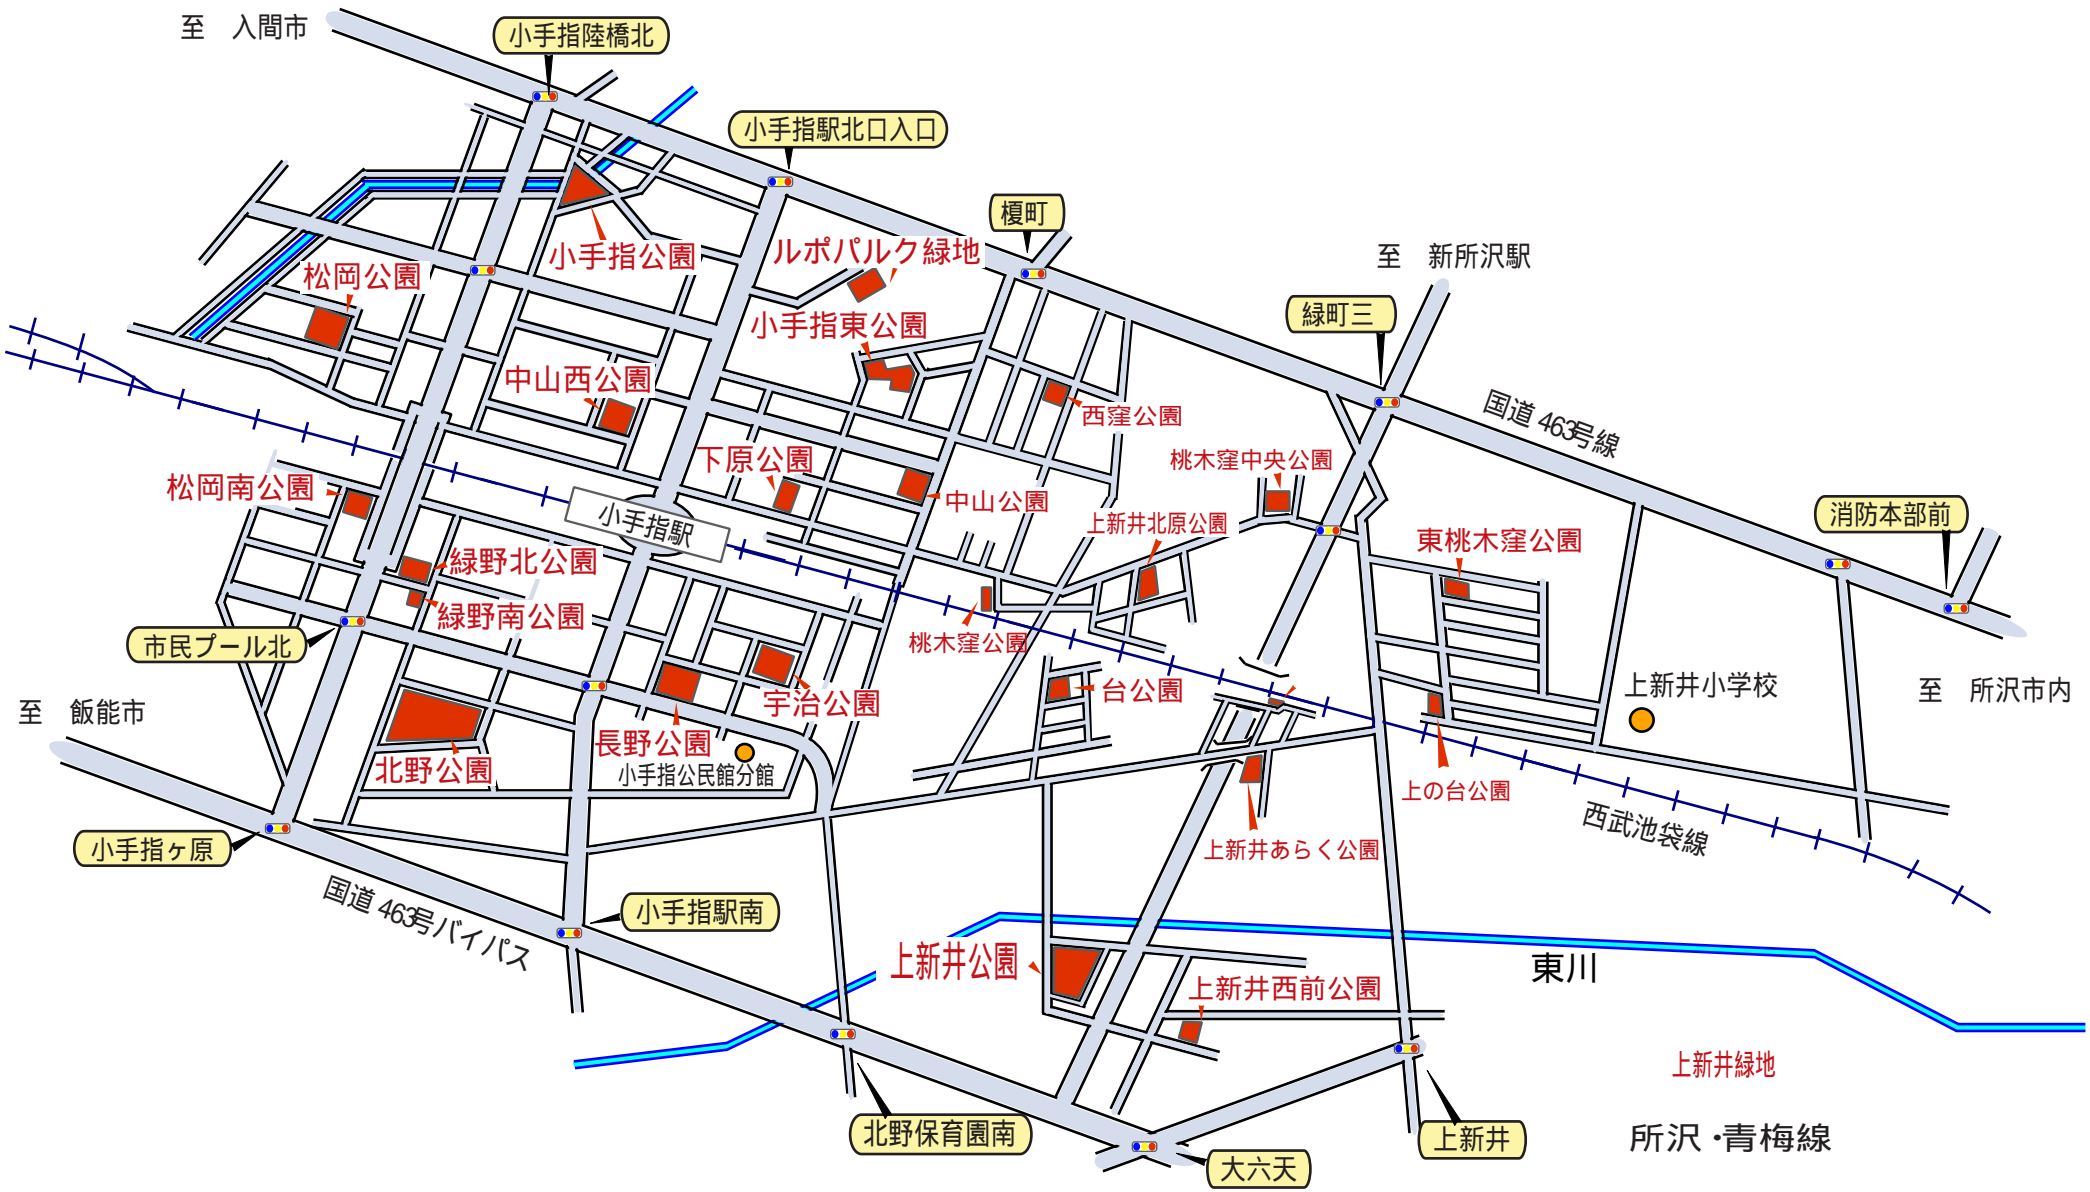 至　入間市
小手指陸橋北
小手指駅北口入口
榎町
至　新所沢駅
小手指公園
ルポパルク緑地
松岡公園
緑町三
小手指東公園
中山西公園
西窪公園
国道463号線
下原公園
桃木窪中央公園
松岡南公園
中山公園
上新井北原公園
消防本部前
小手指駅
東桃木窪公園
緑野北公園
緑野南公園
市民プール北
桃木窪公園
台公園
上新井小学校
至　所沢市内
至　飯能市
宇治公園
長野公園
北野公園
小手指公民館分館
上の台公園
西武池袋線
小手指ヶ原
上新井あらく公園
国道463号バイパス
小手指駅南
上新井公園
東川
上新井西前公園
上新井緑地
北野保育園南
上新井
所沢・青梅線
大六天